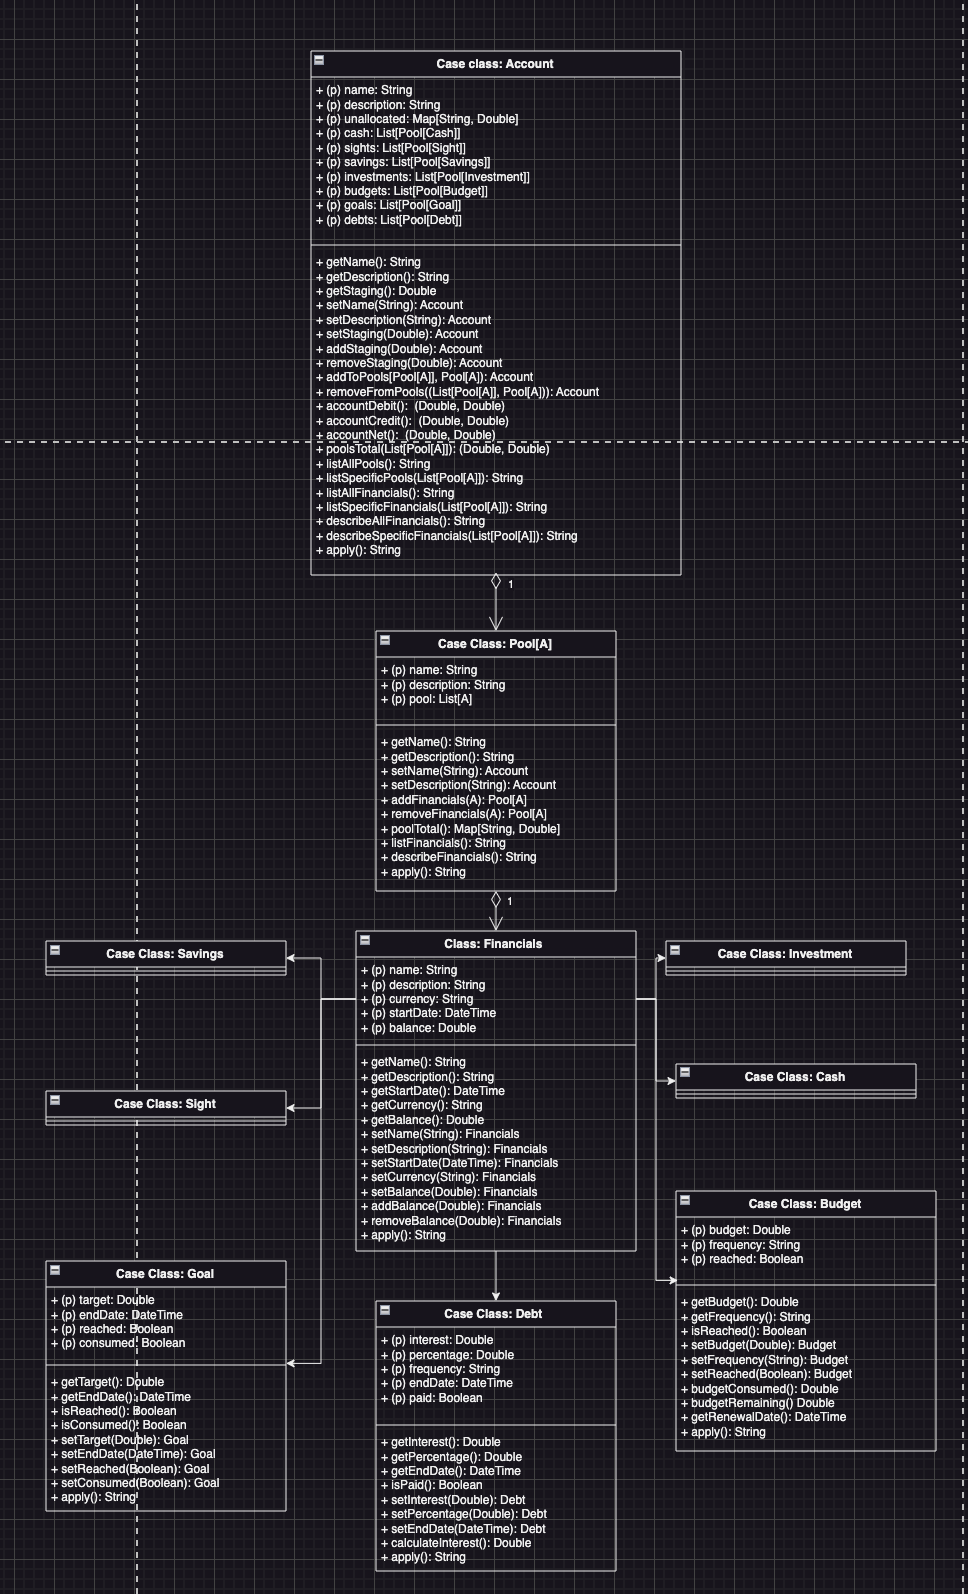 Case class: Account
+ (p) name: String
+ (p) description: String
+ (p) unallocated: Map[String, Double]
+ (p) cash: List[Pool[Cash]]
+ (p) sights: List[Pool[Sight]]
+ (p) savings: List[Pool[Savings]]
+ (p) investments: List[Pool[Investment]]
+ (p) budgets: List[Pool[Budget]]
+ (p) goals: List[Pool[Goal]]
+ (p) debts: List[Pool[Debt]]
+ getName(): String
+ getDescription(): String
+ getStaging(): Double
+ setName(String): Account
+ setDescription(String): Account
+ setStaging(Double): Account
+ addStaging(Double): Account
+ removeStaging(Double): Account
+ addToPools[Pool[A]], Pool[A]): Account
+ removeFromPools((List[Pool[A]], Pool[A])): Account
+ accountDebit():  (Double, Double)
+ accountCredit():  (Double, Double)
+ accountNet():  (Double, Double)
+ poolsTotal(List[Pool[A]]): (Double, Double)
+ listAllPools(): String
+ listSpecificPools(List[Pool[A]]): String
+ listAllFinancials(): String
+ listSpecificFinancials(List[Pool[A]]): String
+ describeAllFinancials(): String
+ describeSpecificFinancials(List[Pool[A]]): String
+ apply(): String
1
Case Class: Pool[A]
+ (p) name: String
+ (p) description: String
+ (p) pool: List[A]
+ getName(): String
+ getDescription(): String
+ setName(String): Account
+ setDescription(String): Account
+ addFinancials(A): Pool[A]
+ removeFinancials(A): Pool[A]
+ poolTotal(): Map[String, Double]
+ listFinancials(): String
+ describeFinancials(): String
+ apply(): String
1
Case Class: Savings
Case Class: Sight
Case Class: Goal
+ (p) target: Double
+ (p) endDate: DateTime
+ (p) reached: Boolean
+ (p) consumed: Boolean
+ getTarget(): Double
+ getEndDate(): DateTime
+ isReached(): Boolean
+ isConsumed(): Boolean
+ setTarget(Double): Goal
+ setEndDate(DateTime): Goal
+ setReached(Boolean): Goal
+ setConsumed(Boolean): Goal
+ apply(): String
Class: Financials
+ (p) name: String
+ (p) description: String
+ (p) currency: String
+ (p) startDate: DateTime
+ (p) balance: Double
+ getName(): String
+ getDescription(): String
+ getStartDate(): DateTime
+ getCurrency(): String
+ getBalance(): Double
+ setName(String): Financials
+ setDescription(String): Financials
+ setStartDate(DateTime): Financials
+ setCurrency(String): Financials
+ setBalance(Double): Financials
+ addBalance(Double): Financials
+ removeBalance(Double): Financials
+ apply(): String
Case Class: Debt
+ (p) interest: Double
+ (p) percentage: Double
+ (p) frequency: String
+ (p) endDate: DateTime
+ (p) paid: Boolean
+ getInterest(): Double
+ getPercentage(): Double
+ getEndDate(): DateTime
+ isPaid(): Boolean
+ setInterest(Double): Debt
+ setPercentage(Double): Debt
+ setEndDate(DateTime): Debt
+ calculateInterest(): Double
+ apply(): String
Case Class: Investment
Case Class: Cash
Case Class: Budget
+ (p) budget: Double
+ (p) frequency: String
+ (p) reached: Boolean
+ getBudget(): Double
+ getFrequency(): String
+ isReached(): Boolean
+ setBudget(Double): Budget
+ setFrequency(String): Budget
+ setReached(Boolean): Budget
+ budgetConsumed(): Double
+ budgetRemaining() Double
+ getRenewalDate(): DateTime
+ apply(): String